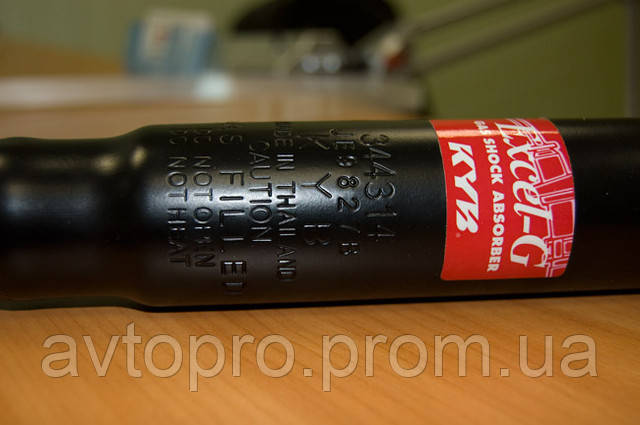 344314
JE9827B
KYB
MADE IN THAILAND
CAUTION
GAS FILLED
DO NOT OPEN
DO NOT HEAT
Excel-G
GAS SHOCK ABSORBER
KYB
avtopro.prom.ua